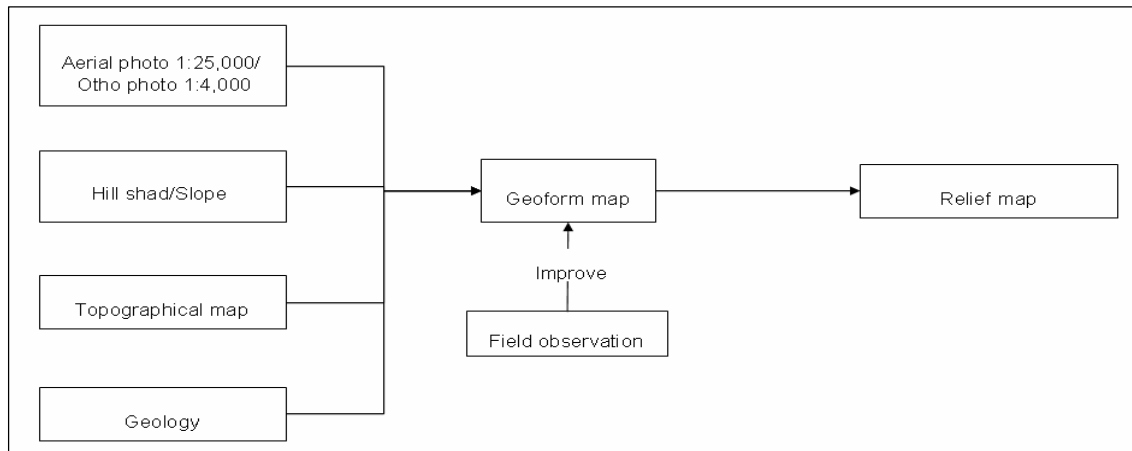 Aerial photo 1:25,000/
Otho photo 1:4,000
Hill shad/Slope
Geoform map
Relief map
Improve
Topographical map
Field observation
Geology